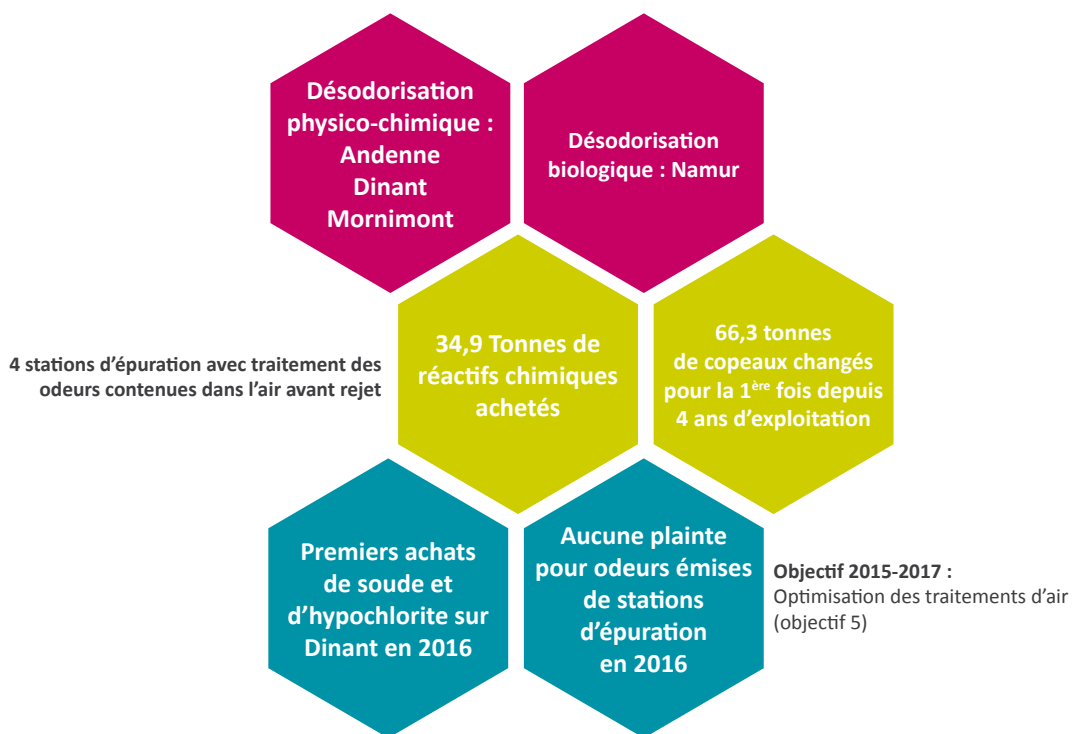 Désodorisation
physico-chimique :
Andenne
Dinant
Mornimont
Désodorisation
biologique : Namur
4 stations d'épuration avec traitement des
odeurs contenues dans l'air avant rejet
34,9 Tonnes de
réactifs chimiques
achetés
66,3 tonnes
de copeaux changés
pour la 1ère fois depuis
4 ans d'exploitation
Premiers achats
de soude et
d'hypochlorite sur
Dinant en 2016
Aucune plainte
pour odeurs émises
de stations
d'épuration
en 2016
Objectif 2015-2017 :
Optimisation des traitements d'air
(objectif 5)